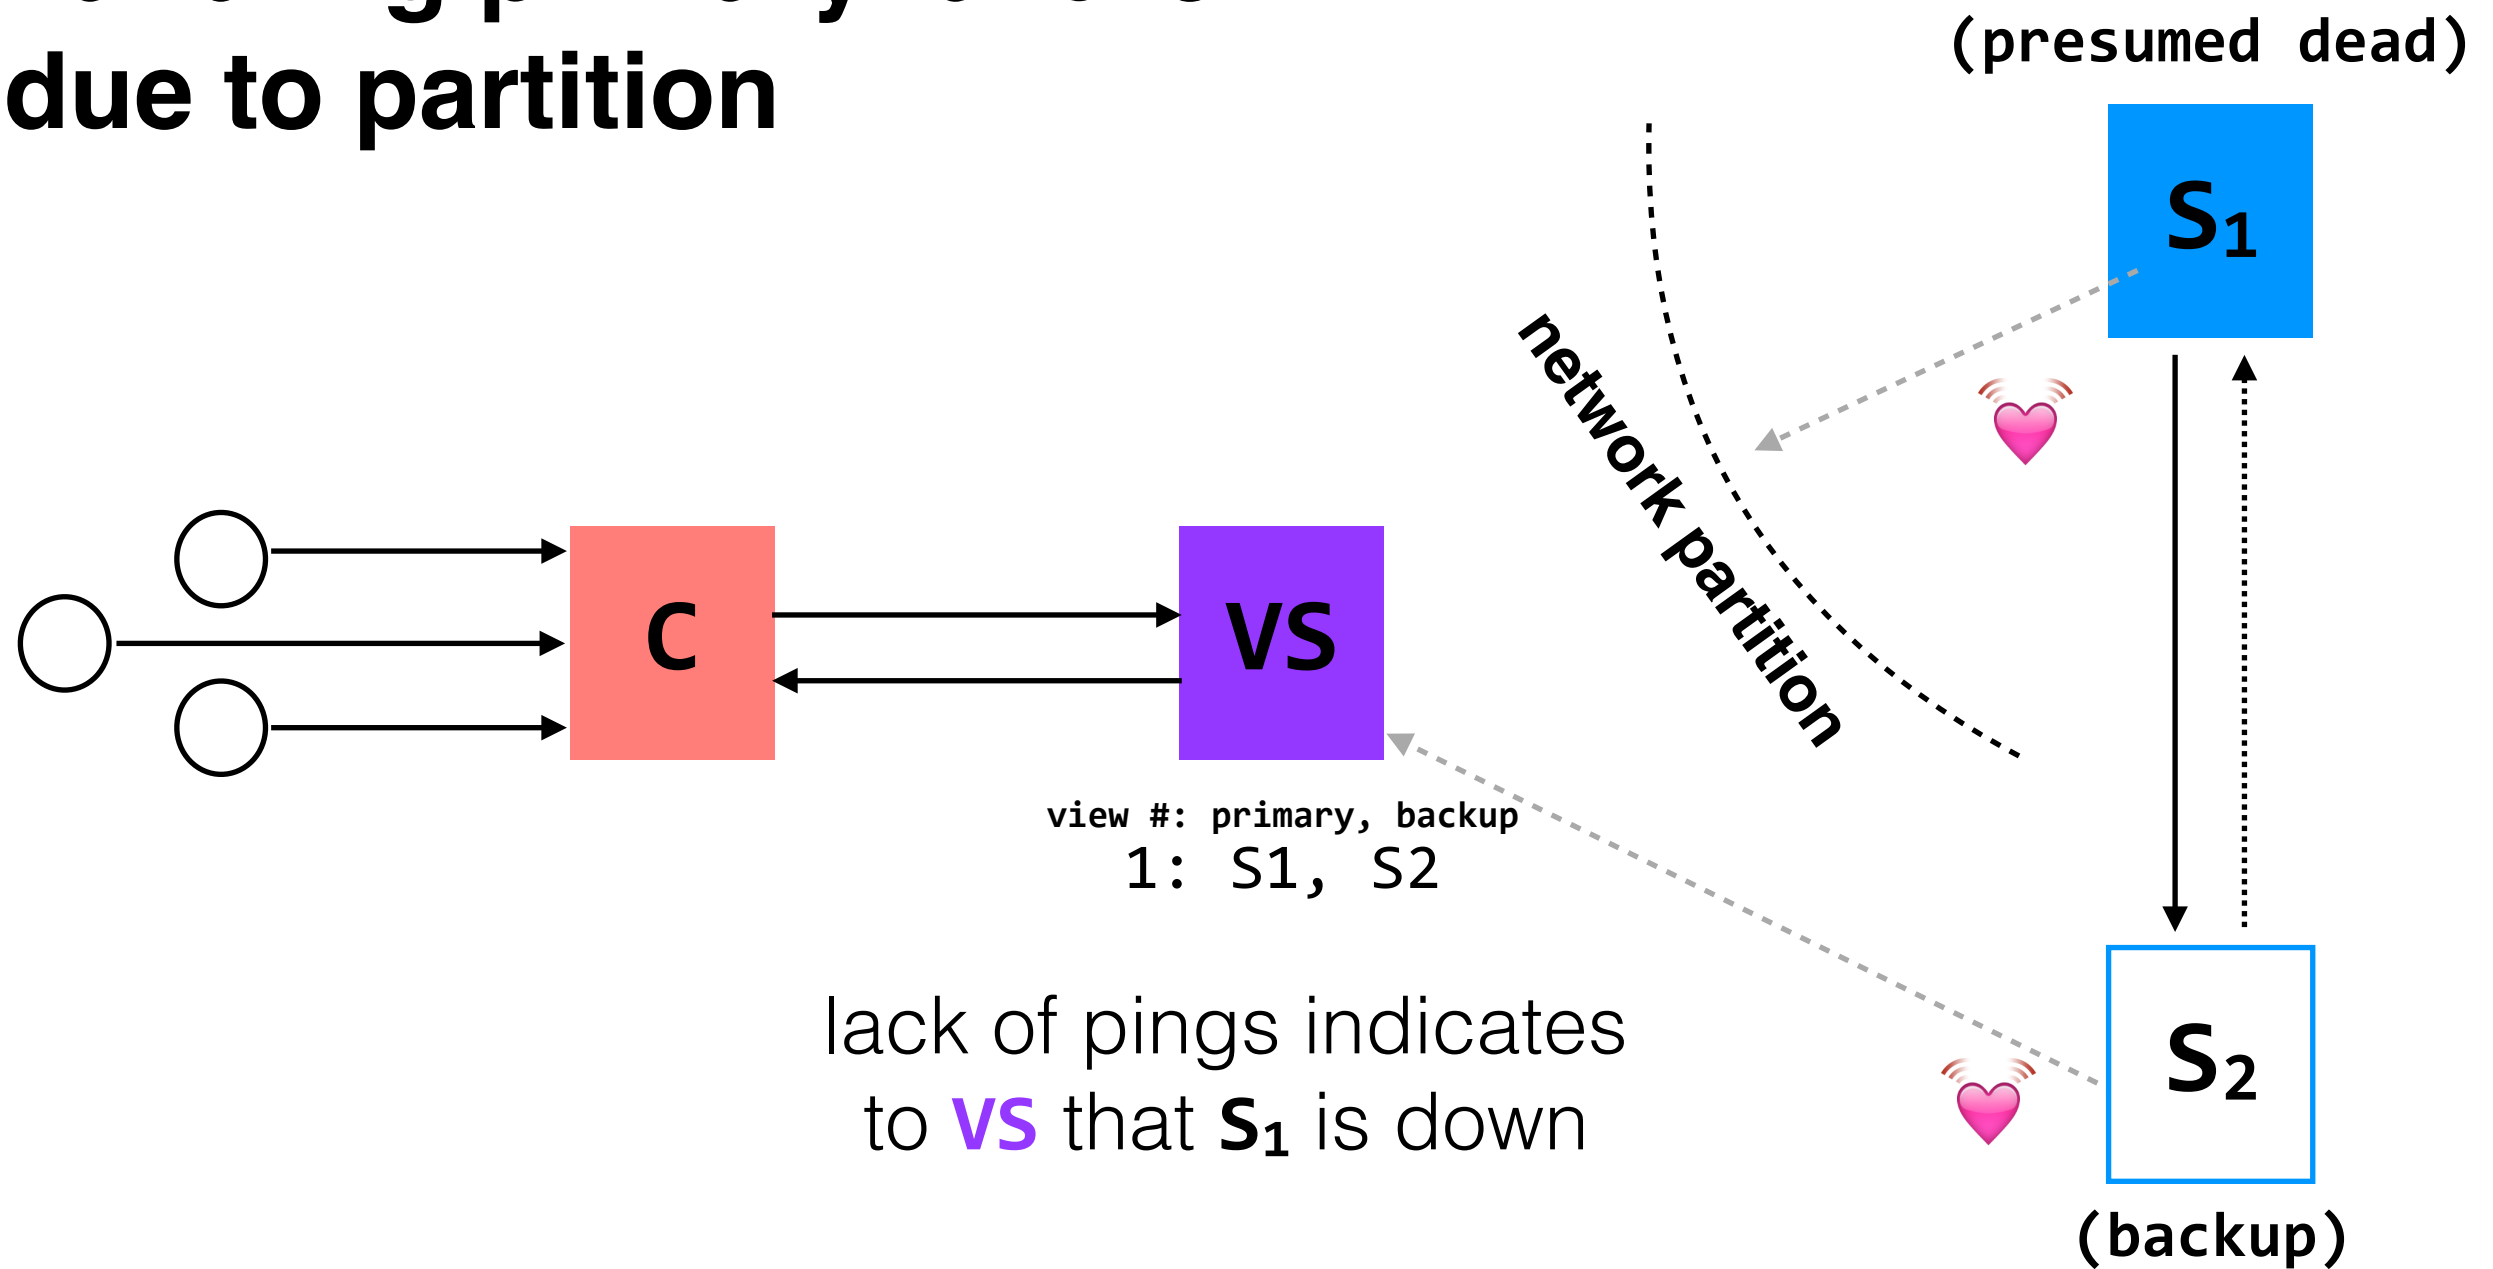 due to partition
(presumed dead)
S₁
network partition
C
VS
view #: primary, backup
1: S1, S2
lack of pings indicates
to VS that S₁ is down
S₂
(backup)